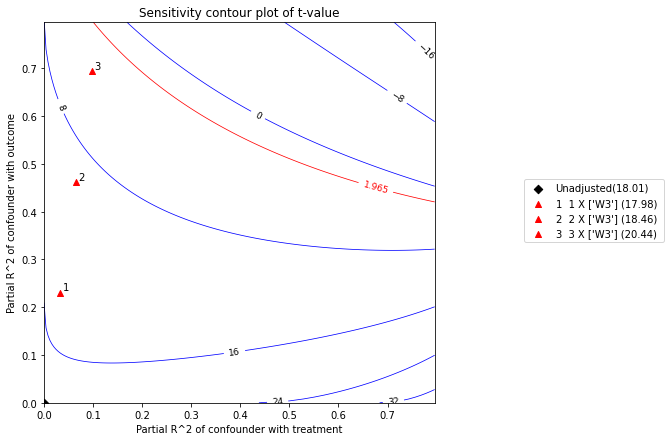 Sensitivity contour plot of t-value
Partial R^2 of confounder with outcome
0.7
0.6
0.5
0.4
0.3
0.2
0.1
0.0
−16
−8
0
8
1.965
16
24
32
3
2
1
0.0 0.1 0.2 0.3 0.4 0.5 0.6 0.7
Partial R^2 of confounder with treatment
Unadjusted(18.01)
1 1 X ['W3'] (17.98)
2 2 X ['W3'] (18.46)
3 3 X ['W3'] (20.44)